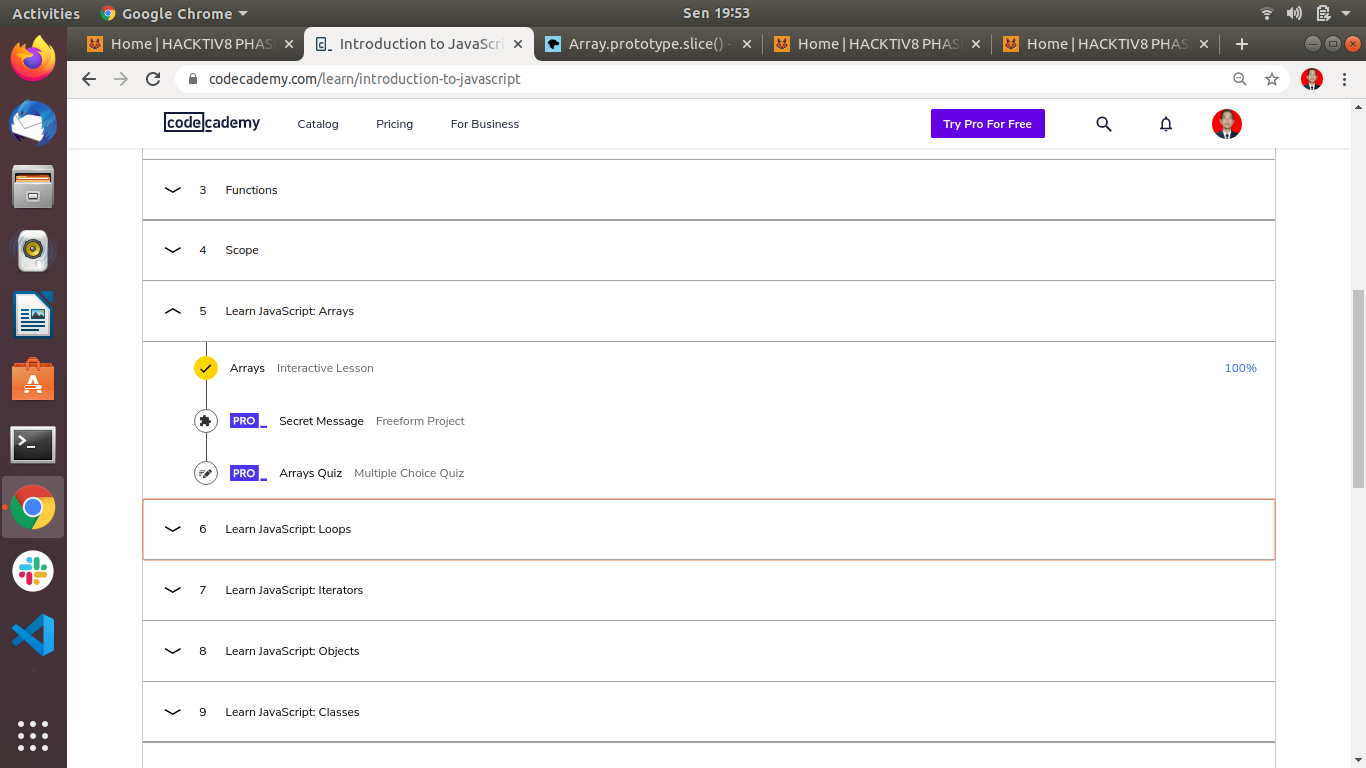 Activities
Google Chrome
Sen 19:53
Home | HACKTIV8 PHAS
Introduction to JavaScri
Array.prototype.slice() -
Home | HACKTIV8 PHAS
Home | HACKTIV8 PHAS
codecademy.com/learn/introduction-to-javascript
codecademy
Catalog
Pricing
For Business
Try Pro For Free
3 Functions
4 Scope
5 Learn JavaScript: Arrays
Arrays Interactive Lesson 100%
PRO Secret Message Freeform Project
PRO Arrays Quiz Multiple Choice Quiz
6 Learn JavaScript: Loops
7 Learn JavaScript: Iterators
8 Learn JavaScript: Objects
9 Learn JavaScript: Classes